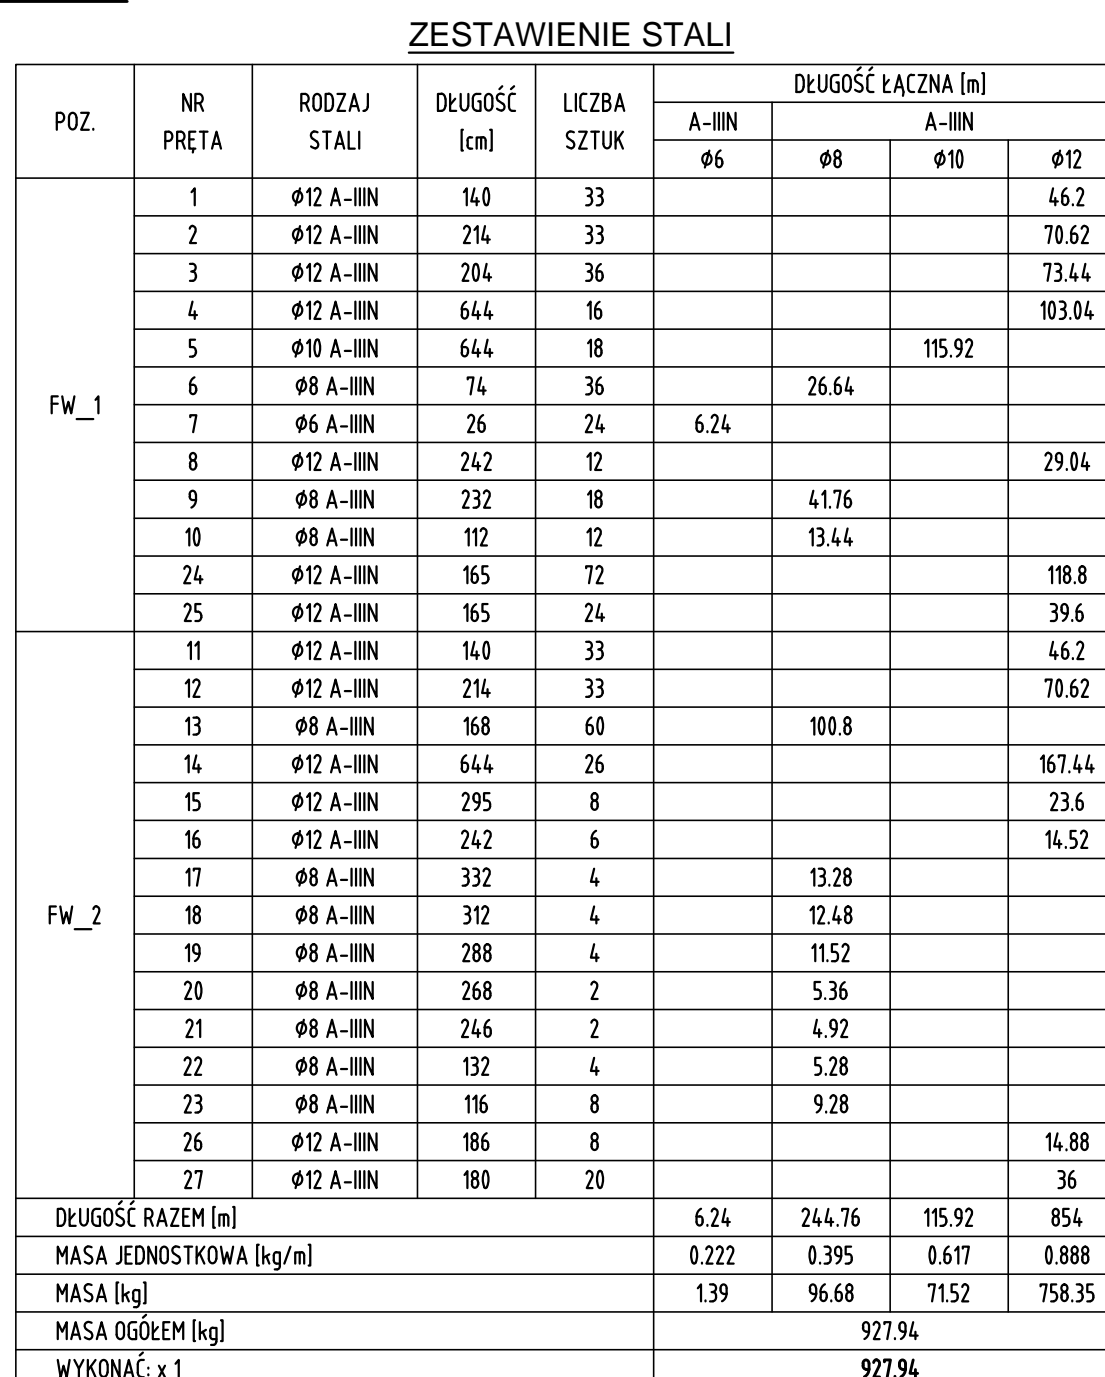 ZESTAWIENIE STALI
POZ. NR PRĘTA RODZAJ STALI DŁUGOŚĆ [cm] LICZBA SZTUK DŁUGOŚĆ ŁĄCZNA [m]
A-IIIN A-IIIN
ϕ6 ϕ8 ϕ10 ϕ12
FW_1
1 ϕ12 A-IIIN 140 33 46.2
2 ϕ12 A-IIIN 214 33 70.62
3 ϕ12 A-IIIN 204 36 73.44
4 ϕ12 A-IIIN 644 16 103.04
5 ϕ10 A-IIIN 644 18 115.92
6 ϕ8 A-IIIN 74 36 26.64
7 ϕ6 A-IIIN 26 24 6.24
8 ϕ12 A-IIIN 242 12 29.04
9 ϕ8 A-IIIN 232 18 41.76
10 ϕ8 A-IIIN 112 12 13.44
24 ϕ12 A-IIIN 165 72 118.8
25 ϕ12 A-IIIN 165 24 39.6
FW_2
11 ϕ12 A-IIIN 140 33 46.2
12 ϕ12 A-IIIN 214 33 70.62
13 ϕ8 A-IIIN 168 60 100.8
14 ϕ12 A-IIIN 644 26 167.44
15 ϕ12 A-IIIN 295 8 23.6
16 ϕ12 A-IIIN 242 6 14.52
17 ϕ8 A-IIIN 332 4 13.28
18 ϕ8 A-IIIN 312 4 12.48
19 ϕ8 A-IIIN 288 4 11.52
20 ϕ8 A-IIIN 268 2 5.36
21 ϕ8 A-IIIN 246 2 4.92
22 ϕ8 A-IIIN 132 4 5.28
23 ϕ8 A-IIIN 116 8 9.28
26 ϕ12 A-IIIN 186 8 14.88
27 ϕ12 A-IIIN 180 20 36
DŁUGOŚĆ RAZEM [m] 6.24 244.76 115.92 854
MASA JEDNOSTKOWA [kg/m] 0.222 0.395 0.617 0.888
MASA [kg] 1.39 96.68 71.52 758.35
MASA OGÓŁEM [kg] 927.94
WYKONAĆ: x 1 927.94